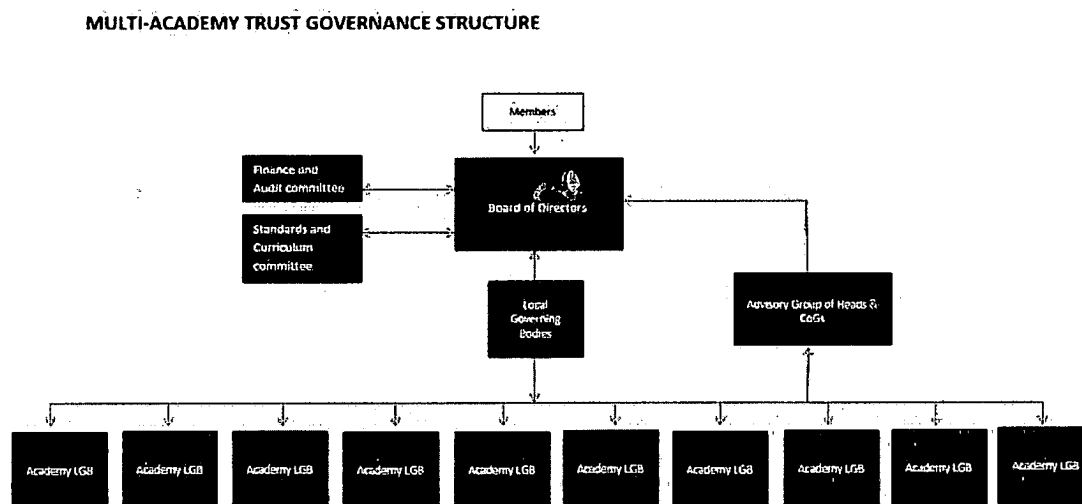 MULTI-ACADEMY TRUST GOVERNANCE STRUCTURE
Members
Finance and
Audit committee
Board of Directors
Standards and
Curriculum
committee
Local
Governing
Bodies
Advisory Group of Heads &
CoGs
Academy LGB
Academy LGB
Academy LGB
Academy LGB
Academy LGB
Academy LGB
Academy LGB
Academy LGB
Academy LGB
Academy LGB